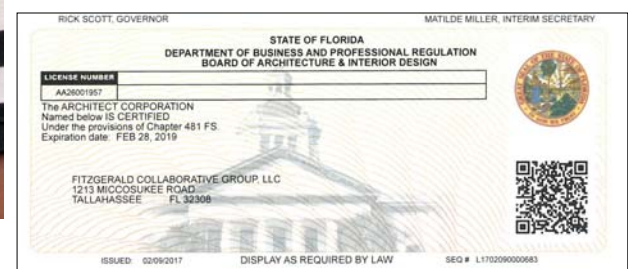 RICK SCOTT, GOVERNOR MATILDE MILLER, INTERIM SECRETARY
STATE OF FLORIDA
DEPARTMENT OF BUSINESS AND PROFESSIONAL REGULATION
BOARD OF ARCHITECTURE & INTERIOR DESIGN
LICENSE NUMBER
AA26001957
The ARCHITECT CORPORATION
Named below IS CERTIFIED
Under the provisions of Chapter 481 FS.
Expiration date: FEB 28, 2019
FITZGERALD COLLABORATIVE GROUP, LLC
1213 MICCOSUKEE ROAD
TALLAHASSEE FL 32308
ISSUED: 02/09/2017 DISPLAY AS REQUIRED BY LAW SEQ # L1702090000683